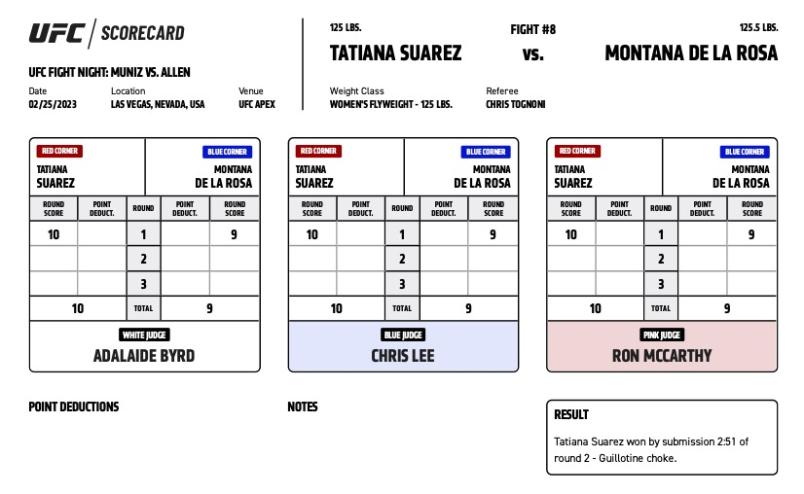 UFC SCORECARD
UFC FIGHT NIGHT: MUNIZ VS. ALLEN
Date Location Venue
02/25/2023 LAS VEGAS, NEVADA, USA UFC APEX
125 LBS. FIGHT #8 125.5 LBS.
TATIANA SUAREZ VS. MONTANA DE LA ROSA
Weight Class Referee
WOMEN'S FLYWEIGHT - 125 LBS. CHRIS TOGNONI
RED CORNER BLUE CORNER
TATIANA MONTANA
SUAREZ DE LA ROSA
ROUND POINT ROUND POINT ROUND
SCORE DEDUCT. DEDUCT. SCORE
10 1 9
2
3
10 TOTAL 9
WHITE JUDGE
ADALAIDE BYRD
RED CORNER BLUE CORNER
TATIANA MONTANA
SUAREZ DE LA ROSA
ROUND POINT ROUND POINT ROUND
SCORE DEDUCT. DEDUCT. SCORE
10 1 9
2
3
10 TOTAL 9
BLUE JUDGE
CHRIS LEE
RED CORNER BLUE CORNER
TATIANA MONTANA
SUAREZ DE LA ROSA
ROUND POINT ROUND POINT ROUND
SCORE DEDUCT. DEDUCT. SCORE
10 1 9
2
3
10 TOTAL 9
PINK JUDGE
RON MCCARTHY
POINT DEDUCTIONS
NOTES
RESULT
Tatiana Suarez won by submission 2:51 of
round 2 - Guillotine choke.